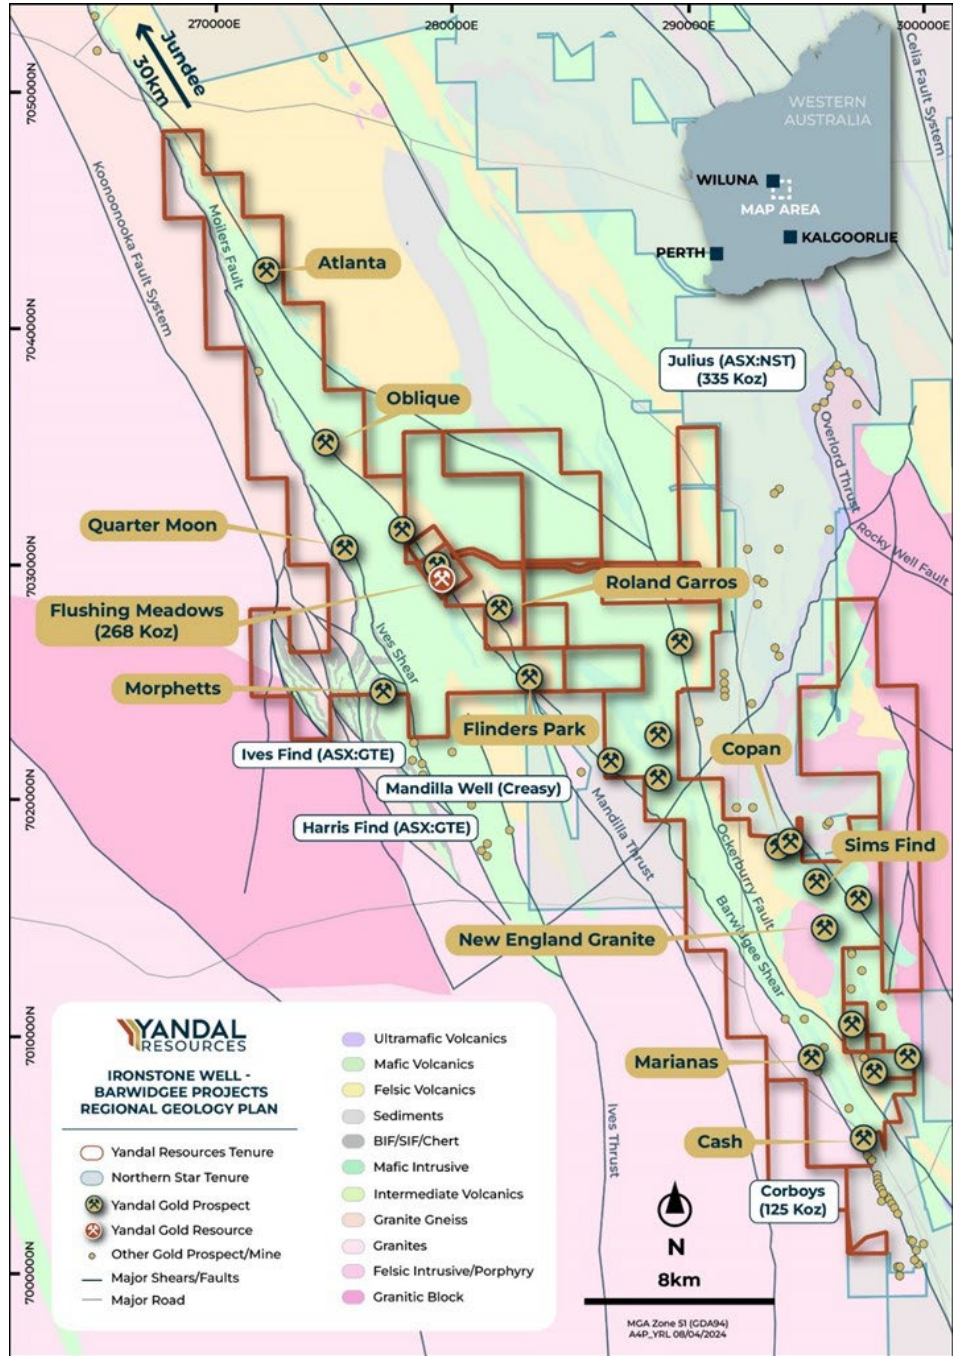 270000E
280000E
290000E
300000E
7050000N
7040000N
7030000N
7020000N
7010000N
7000000N
Jundee
30km
Celia Fault System
WESTERN
AUSTRALIA
WILUNA
MAP AREA
KALGOORLIE
PERTH
Koonoonooka Fault System
Moilers Fault
Atlanta
Julius (ASX:NST)
(335 Koz)
Oblique
Overlord Thrust
Quarter Moon
Rocky Well Fault
Flushing Meadows
(268 Koz)
Roland Garros
Ives Shear
Morphetts
Flinders Park
Ives Find (ASX:GTE)
Copan
Mandilla Well (Creasy)
Mandilla Thrust
Harris Find (ASX:GTE)
Ockerburry Fault
Sims Find
Barwidgee Shear
New England Granite
Marianas
Cash
Ives Thrust
Corboys
(125 Koz)
YANDAL
RESOURCES
IRONSTONE WELL -
BARWIDGEE PROJECTS
REGIONAL GEOLOGY PLAN
Yandal Resources Tenure
Northern Star Tenure
Yandal Gold Prospect
Yandal Gold Resource
Other Gold Prospect/Mine
Major Shears/Faults
Major Road
Ultramafic Volcanics
Mafic Volcanics
Felsic Volcanics
Sediments
BIF/SIF/Chert
Mafic Intrusive
Intermediate Volcanics
Granite Gneiss
Granites
Felsic Intrusive/Porphyry
Granitic Block
N
8km
MGA Zone 51 (GDA94)
A4P_YRL 08/04/2024